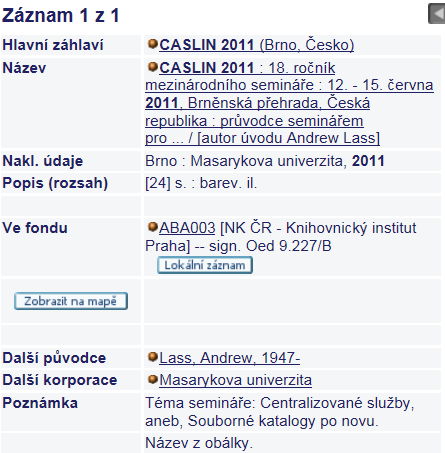 Záznam 1 z 1
Hlavní záhlaví CASLIN 2011 (Brno, Česko)
Název CASLIN 2011 : 18. ročník
mezinárodního semináře : 12. - 15. června
2011, Brněnská přehrada, Česká
republika : průvodce seminářem
pro ... / [autor úvodu Andrew Lass]
Nakl. údaje Brno : Masarykova univerzita, 2011
Popis (rozsah) [24] s. : barev. il.
Ve fondu ABA003 [NK ČR - Knihovnický institut
Praha] -- sign. Oed 9.227/B
Lokální záznam
Zobrazit na mapě
Další původce Lass, Andrew, 1947-
Další korporace Masarykova univerzita
Poznámka Téma semináře: Centralizované služby,
aneb, Souborné katalogy po novu.
Název z obálky.